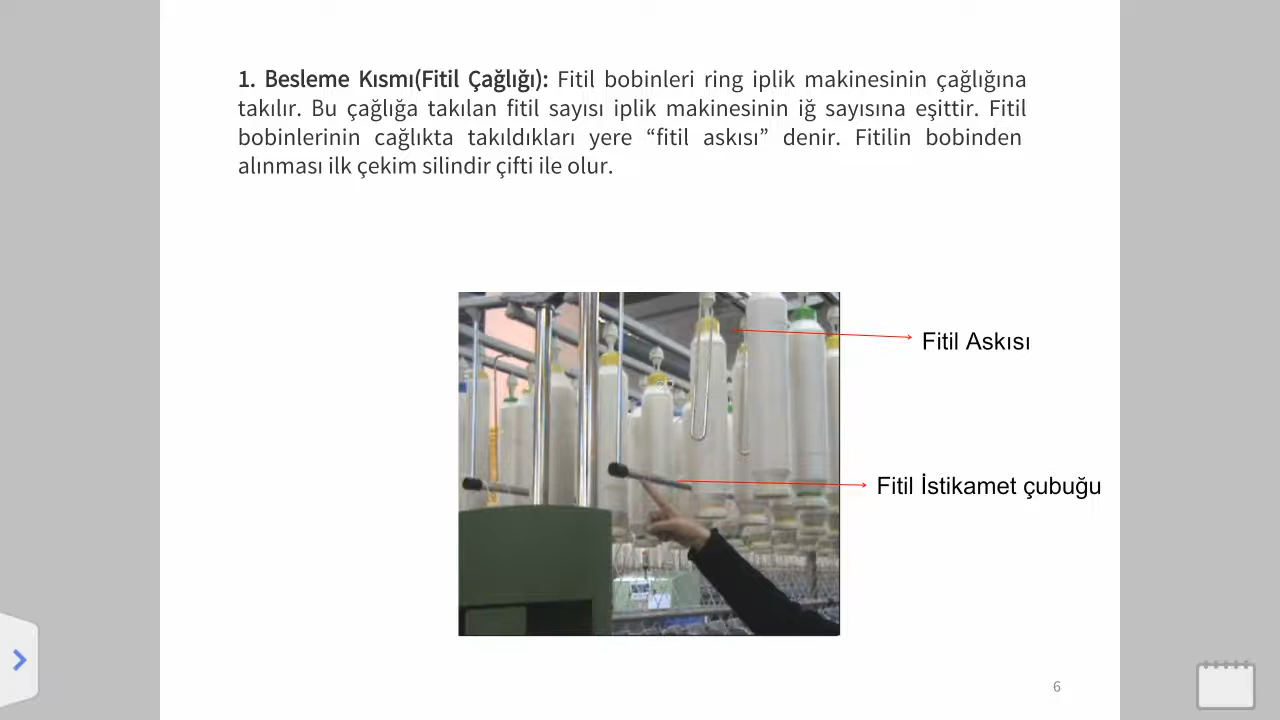 1. Besleme Kısmı(Fitil Çağlığı): Fitil bobinleri ring iplik makinesinin çağlığına
takılır. Bu çağlığa takılan fitil sayısı iplik makinesinin iğ sayısına eşittir. Fitil
bobinlerinin cağlıkta takıldıkları yere “fitil askısı” denir. Fitilin bobinden
alınması ilk çekim silindir çifti ile olur.
Fitil Askısı
Fitil İstikamet çubuğu
6